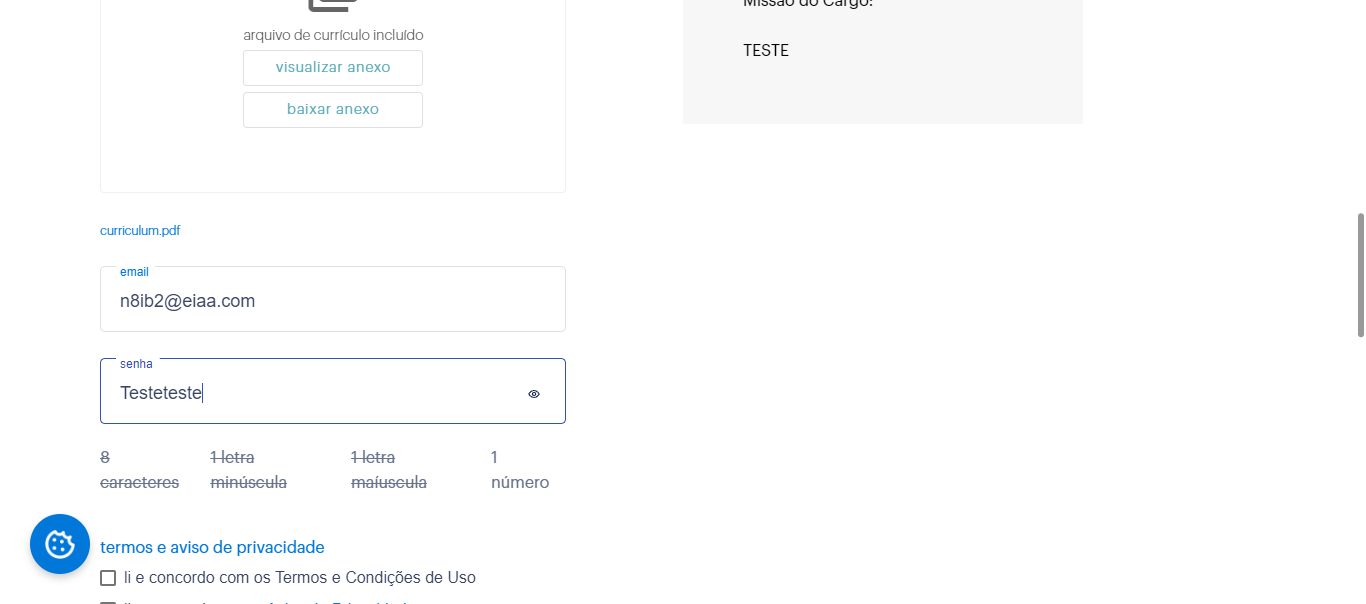 Missão do Cargo:
TESTE
arquivo de currículo incluído
visualizar anexo
baixar anexo
curriculum.pdf
email
n8ib2@eiaa.com
senha
Testeteste
8 caracteres
1 letra minúscula
1 letra maíuscula
1 número
termos e aviso de privacidade
li e concordo com os Termos e Condições de Uso